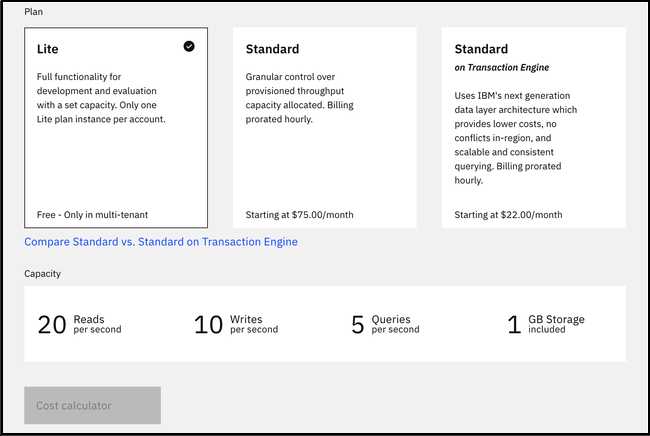 Plan
Lite
Full functionality for
development and evaluation
with a set capacity. Only one
Lite plan instance per account.
Free - Only in multi-tenant
Standard
Granular control over
provisioned throughput
capacity allocated. Billing
prorated hourly.
Starting at $75.00/month
Standard
on Transaction Engine
Uses IBM's next generation
data layer architecture which
provides lower costs, no
conflicts in-region, and
scalable and consistent
querying. Billing prorated
hourly.
Starting at $22.00/month
Compare Standard vs. Standard on Transaction Engine
Capacity
20 Reads
per second
10 Writes
per second
5 Queries
per second
1 GB Storage
included
Cost calculator